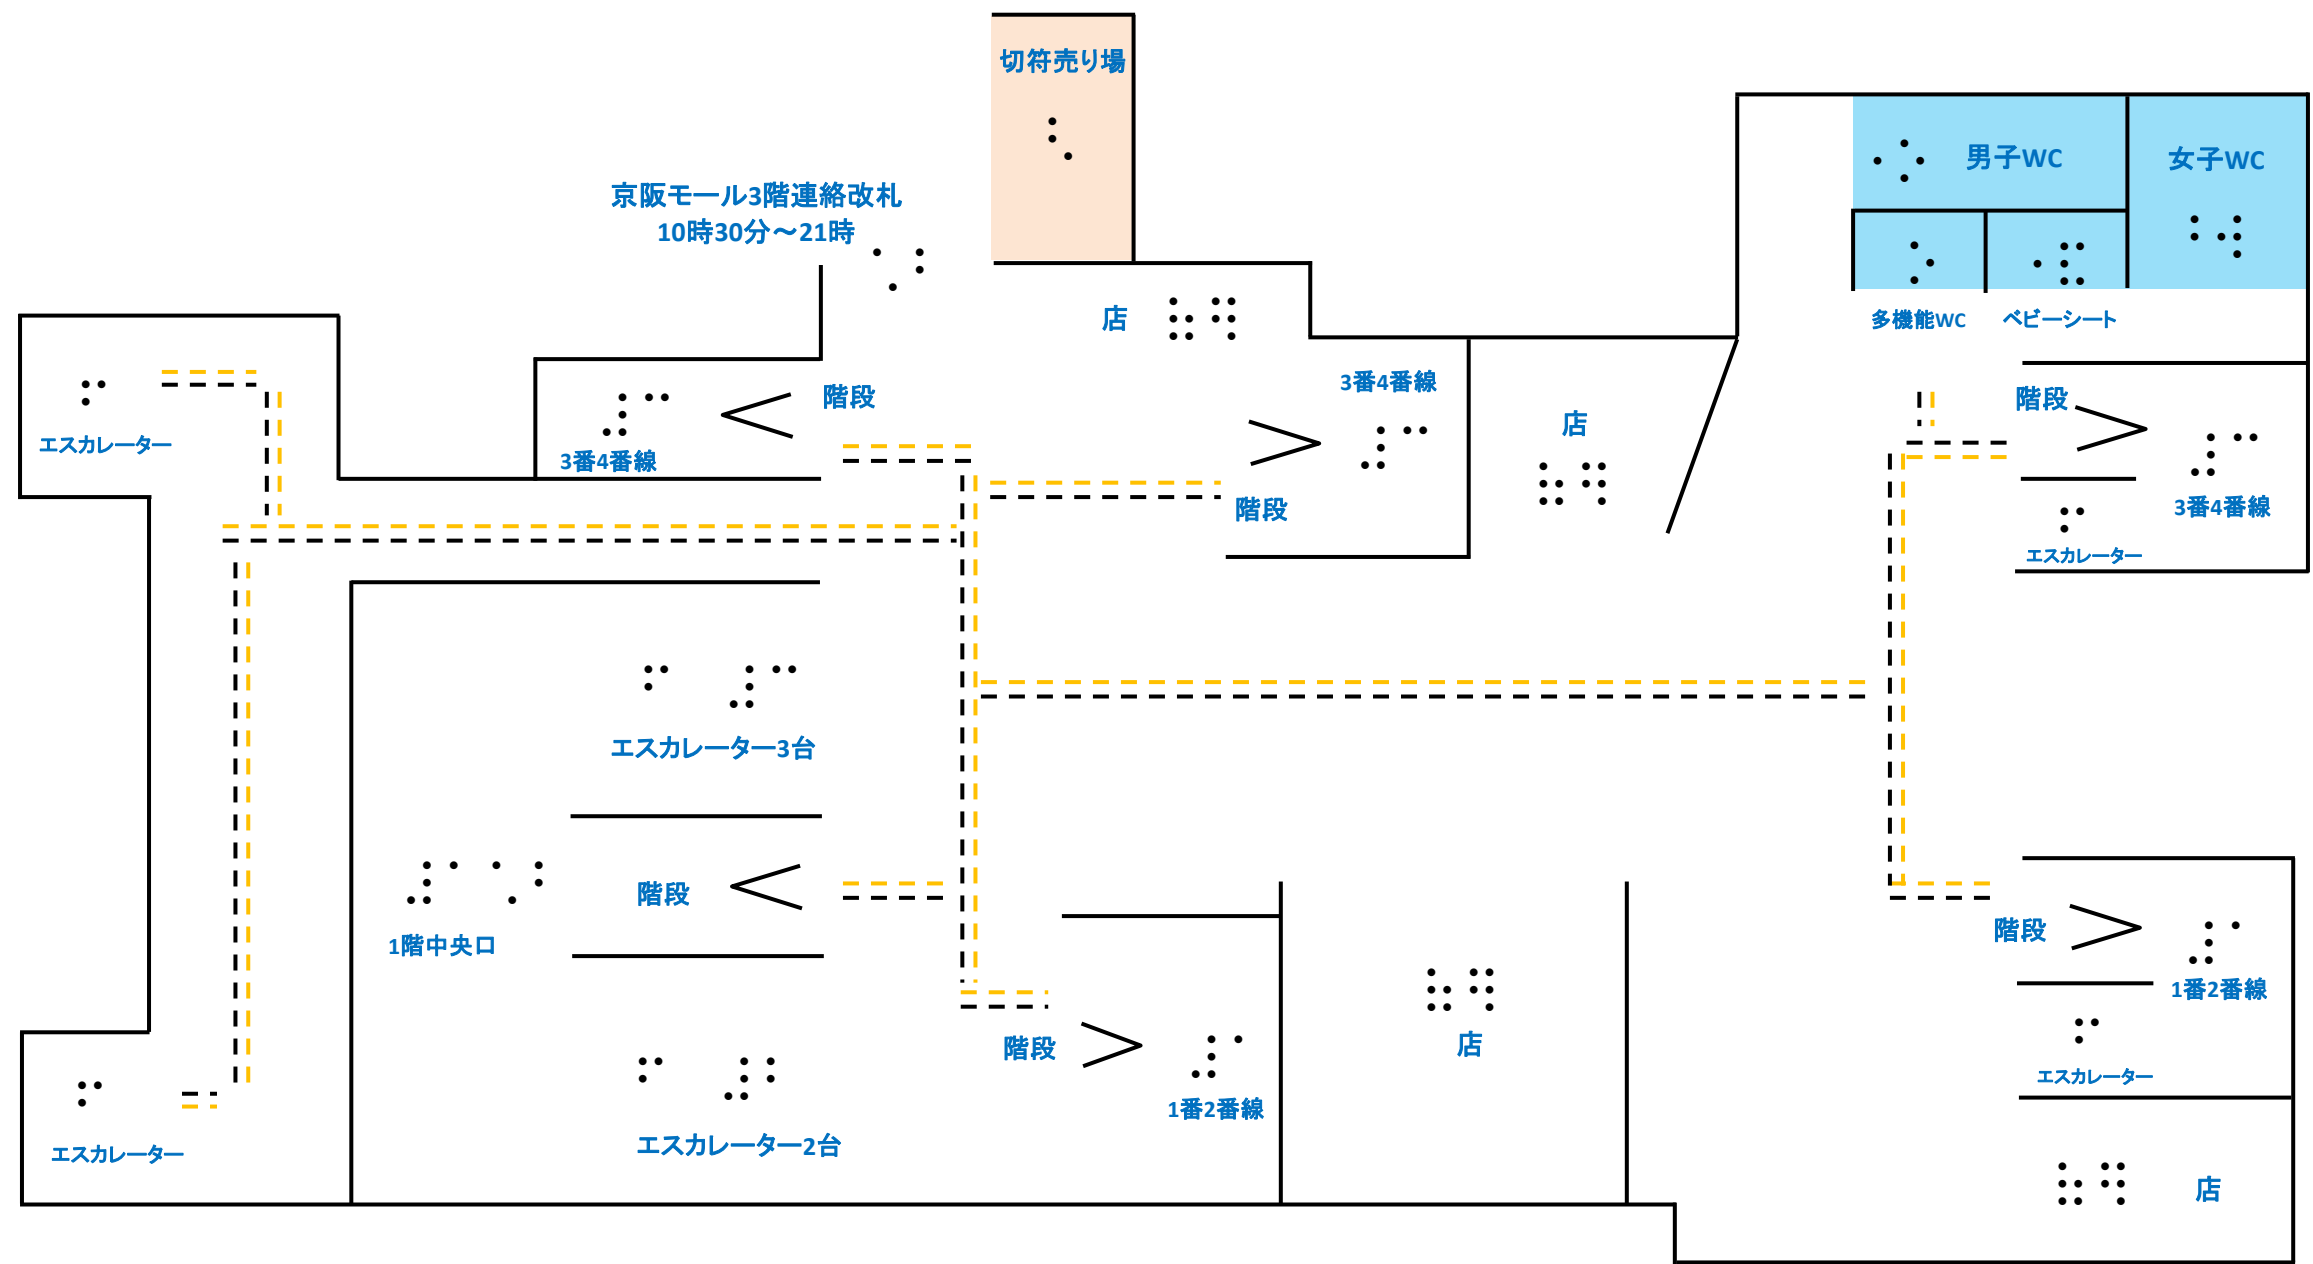 切符売り場
男子WC
女子WC
京阪モール3階連絡改札
10時30分～21時
⠣
⠪⠕
⠃⠺
⠑⠘
⠕
⠐⠯
多機能WC
ベビーシート
店
⠧⠻
⠋
エスカレーター
⠼⠉
3番4番線
階段
3番4番線
⠼⠉
階段
店
⠧⠻
階段
⠼⠉
3番4番線
⠋
エスカレーター
⠋ ⠼⠉
エスカレーター3台
⠼⠁⠑⠘
階段
1階中央口
階段
⠼⠁
1番2番線
⠧⠻
店
階段
⠼⠁
1番2番線
⠋
エスカレーター
⠋ ⠼⠃
エスカレーター2台
⠋
エスカレーター
⠧⠻
店